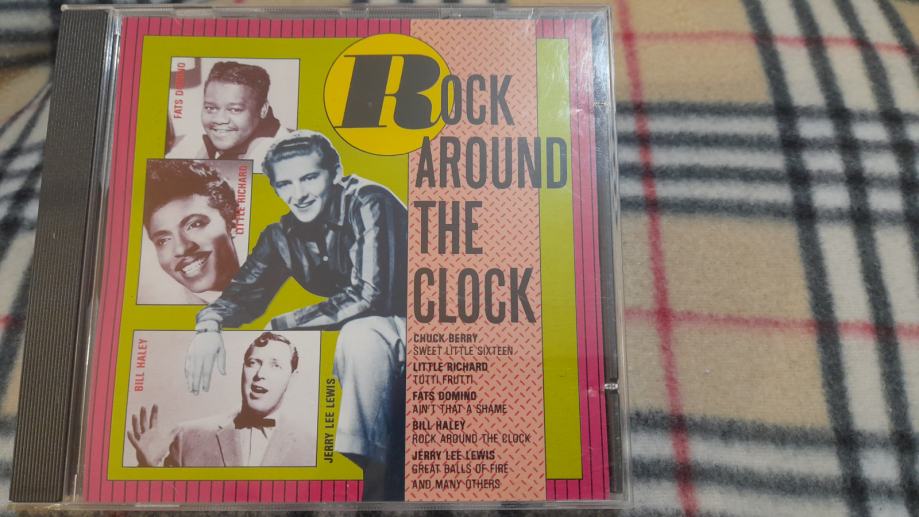 ROCK
AROUND
THE
CLOCK
FATS DOMINO
LITTLE RICHARD
BILL HALEY
JERRY LEE LEWIS
CHUCK BERRY
SWEET LITTLE SIXTEEN
LITTLE RICHARD
TUTTI FRUTTI
FATS DOMINO
AIN'T THAT A SHAME
BILL HALEY
ROCK AROUND THE CLOCK
JERRY LEE LEWIS
GREAT BALLS OF FIRE
AND MANY OTHERS